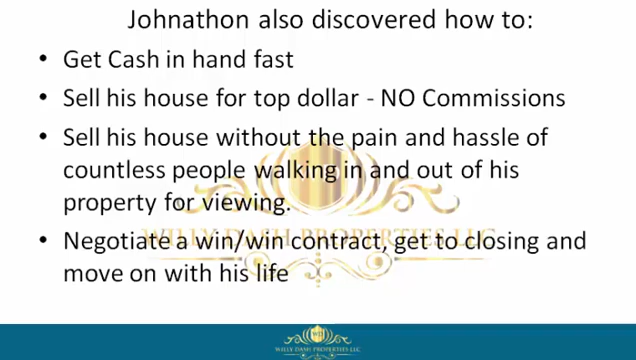 Johnathon also discovered how to:
• Get Cash in hand fast
• Sell his house for top dollar - NO Commissions
• Sell his house without the pain and hassle of
countless people walking in and out of his
property for viewing.
• Negotiate a win/win contract, get to closing and
move on with his life
WILLY DASH PROPERTIES LLC
WILLY DASH PROPERTIES LLC